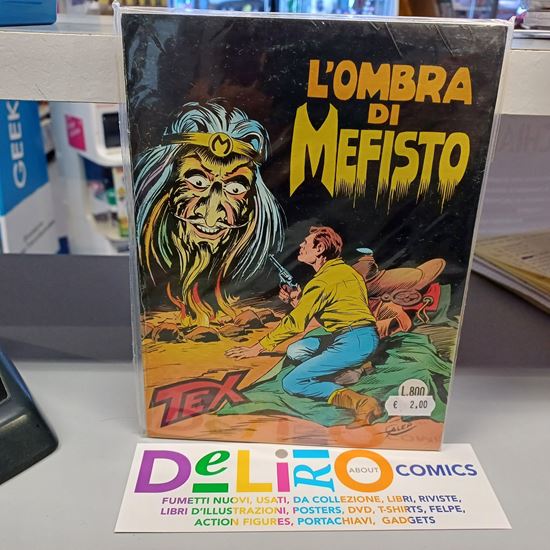 GEEK
L'OMBRA
DI
MEFISTO
M
TEX
L.800
€ 2,00
GALEP
DeLiRiO ABOUT COMICS
FUMETTI NUOVI, USATI, DA COLLEZIONE, LIBRI, RIVISTE,
LIBRI D'ILLUSTRAZIONI, POSTERS, DVD, T-SHIRTS, FELPE,
ACTION FIGURES, PORTACHIAVI, GADGETS